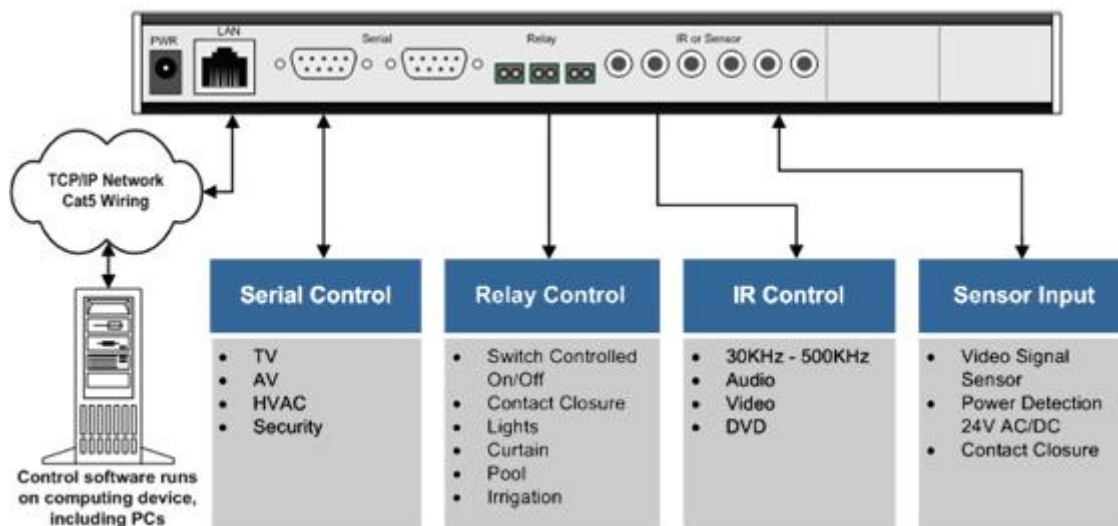 PWR
LAN
Serial
Relay
IR or Sensor
TCP/IP Network
Cat5 Wiring
Control software runs
on computing device,
including PCs
Serial Control
• TV
• AV
• HVAC
• Security
Relay Control
• Switch Controlled
On/Off
• Contact Closure
• Lights
• Curtain
• Pool
• Irrigation
IR Control
• 30KHz - 500KHz
• Audio
• Video
• DVD
Sensor Input
• Video Signal
Sensor
• Power Detection
24V AC/DC
• Contact Closure